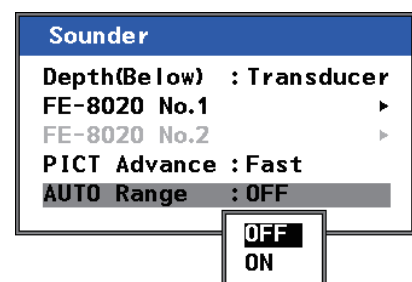 Sounder
Depth(Below) :Transducer
FE-8020 No.1 ▸
FE-8020 No.2 ▸
PICT Advance :Fast
AUTO Range :OFF
OFF
ON